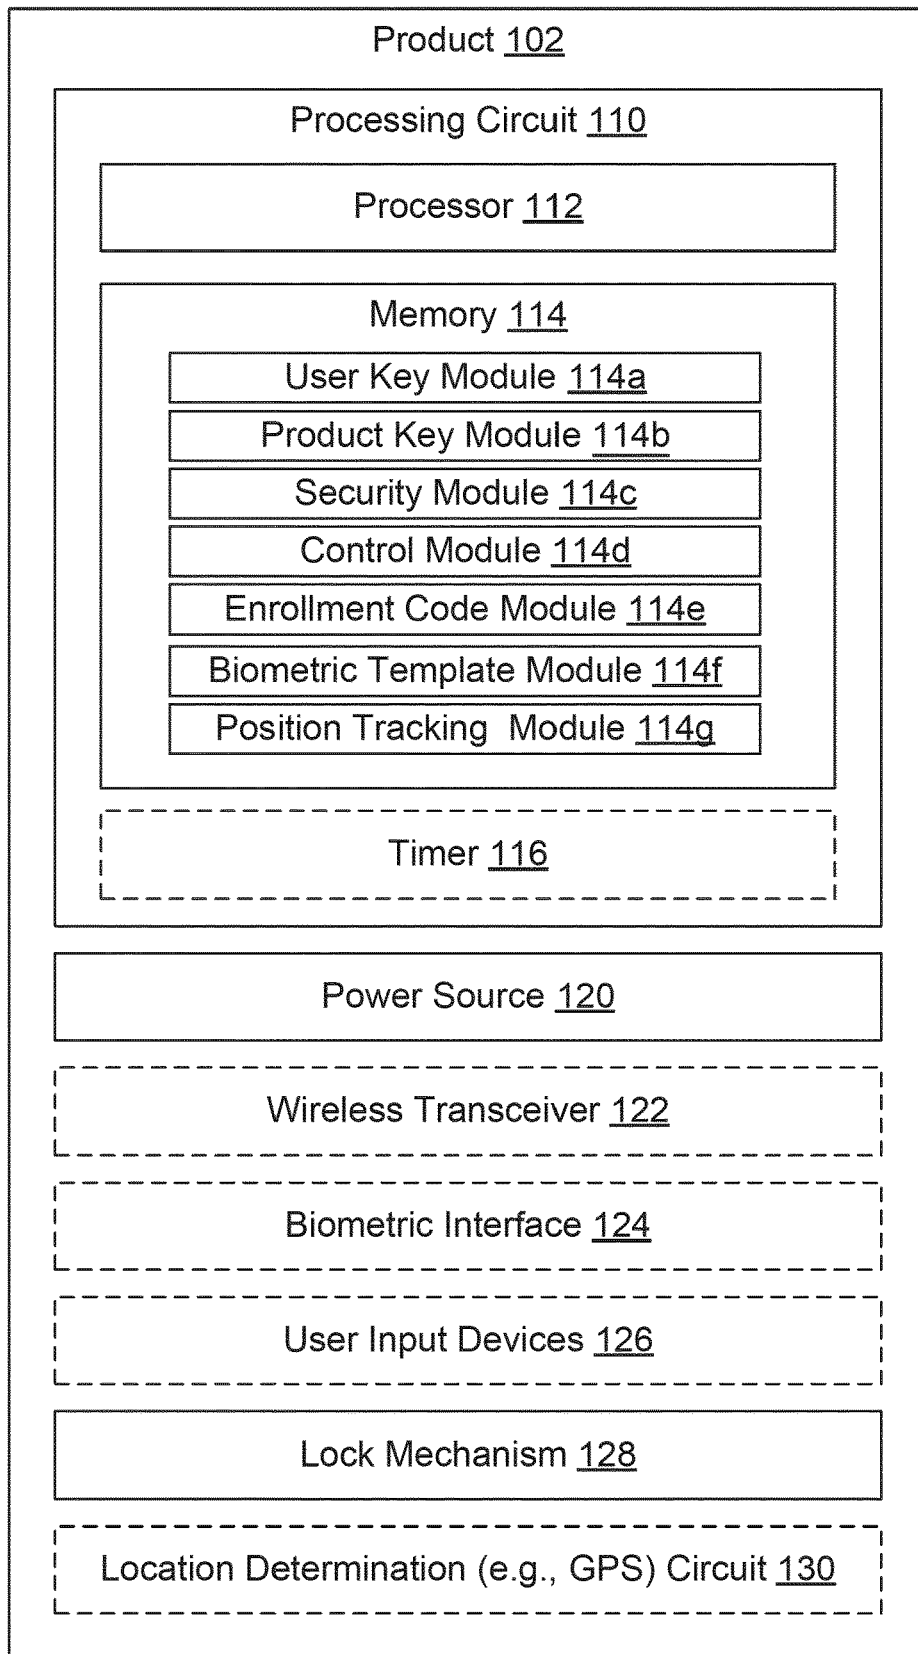 Product 102
Processing Circuit 110
Processor 112
Memory 114
User Key Module 114a
Product Key Module 114b
Security Module 114c
Control Module 114d
Enrollment Code Module 114e
Biometric Template Module 114f
Position Tracking  Module 114g
Timer 116
Power Source 120
Wireless Transceiver 122
Biometric Interface 124
User Input Devices 126
Lock Mechanism 128
Location Determination (e.g., GPS) Circuit 130